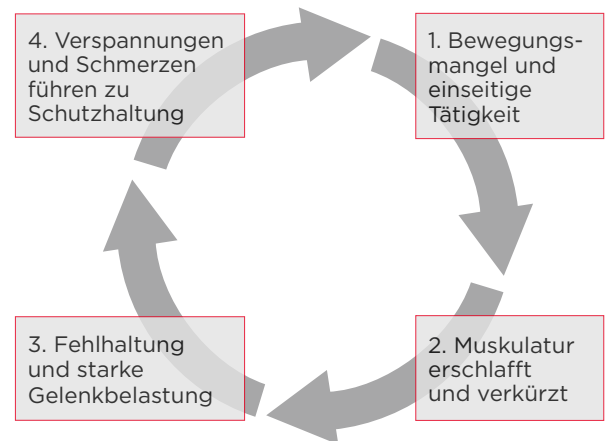 1. Bewegungs-
mangel und
einseitige
Tätigkeit
2. Muskulatur
erschlafft
und verkürzt
3. Fehlhaltung
und starke
Gelenkbelastung
4. Verspannungen
und Schmerzen
führen zu
Schutzhaltung